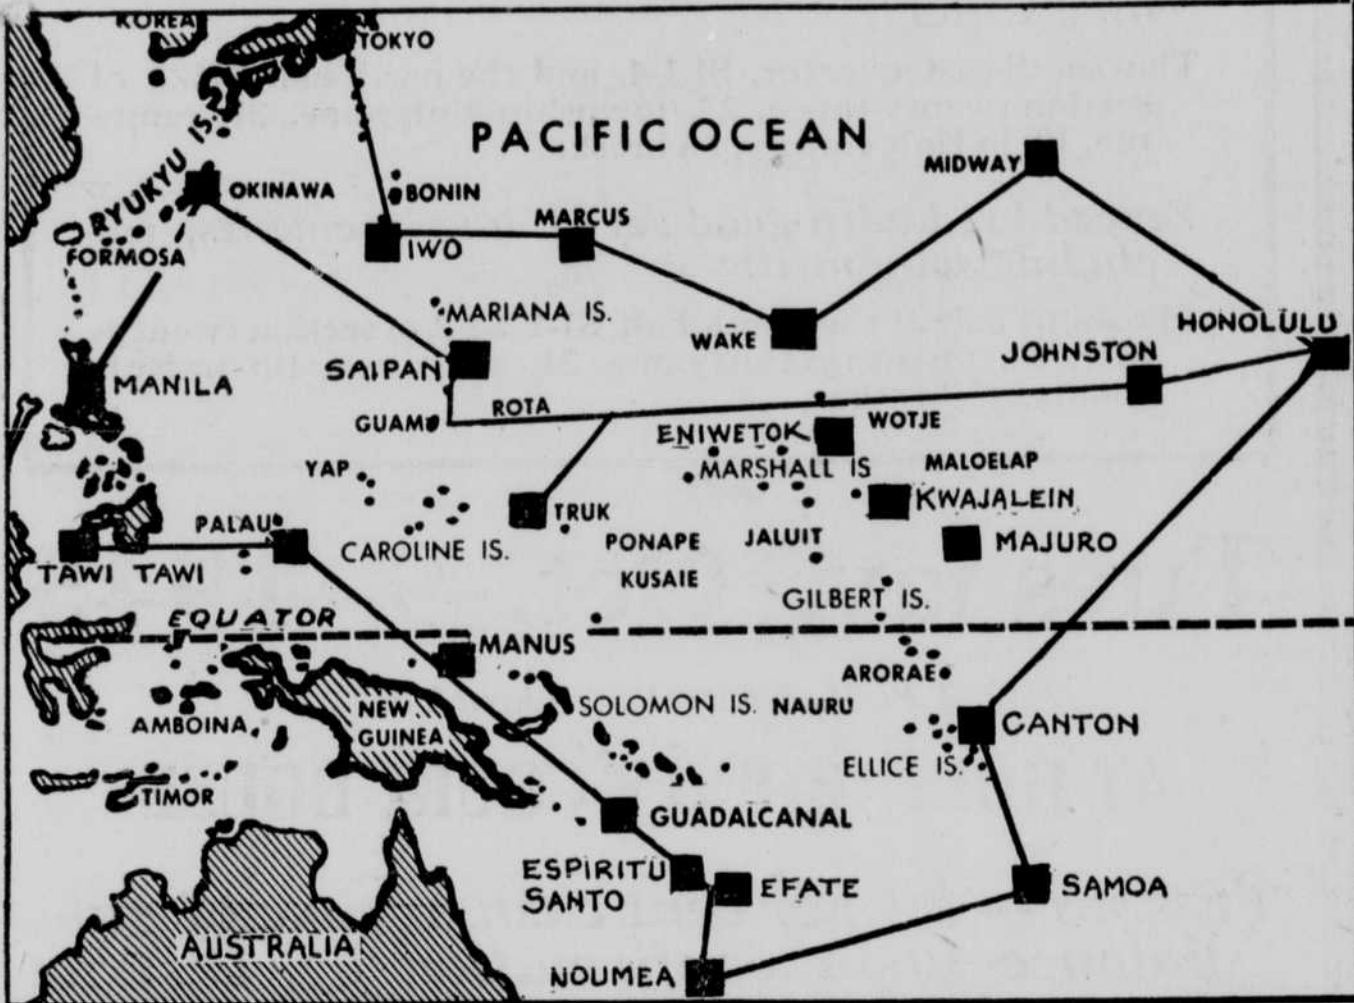 KOREA
TOKYO
PACIFIC OCEAN
MIDWAY
RYUKYU IS.
OKINAWA
BONIN
MARCUS
FORMOSA
IWO
MARIANA IS.
WAKE
HONOLULU
JOHNSTON
SAIPAN
MANILA
ROTA
GUAM
WOTJE
ENIWETOK
MARSHALL IS
MALOELAP
YAP
KWAJALEIN
TRUK
PALAU
PONAPE
JALUIT
MAJURO
CAROLINE IS.
TAWI TAWI
KUSAIE
GILBERT IS.
EQUATOR
MANUS
ARORAE
SOLOMON IS. NAURU
NEW
GUINEA
AMBOINA
CANTON
ELLICE IS.
TIMOR
GUADALCANAL
ESPIRITU
SANTO
EFATE
SAMOA
AUSTRALIA
NOUMEA